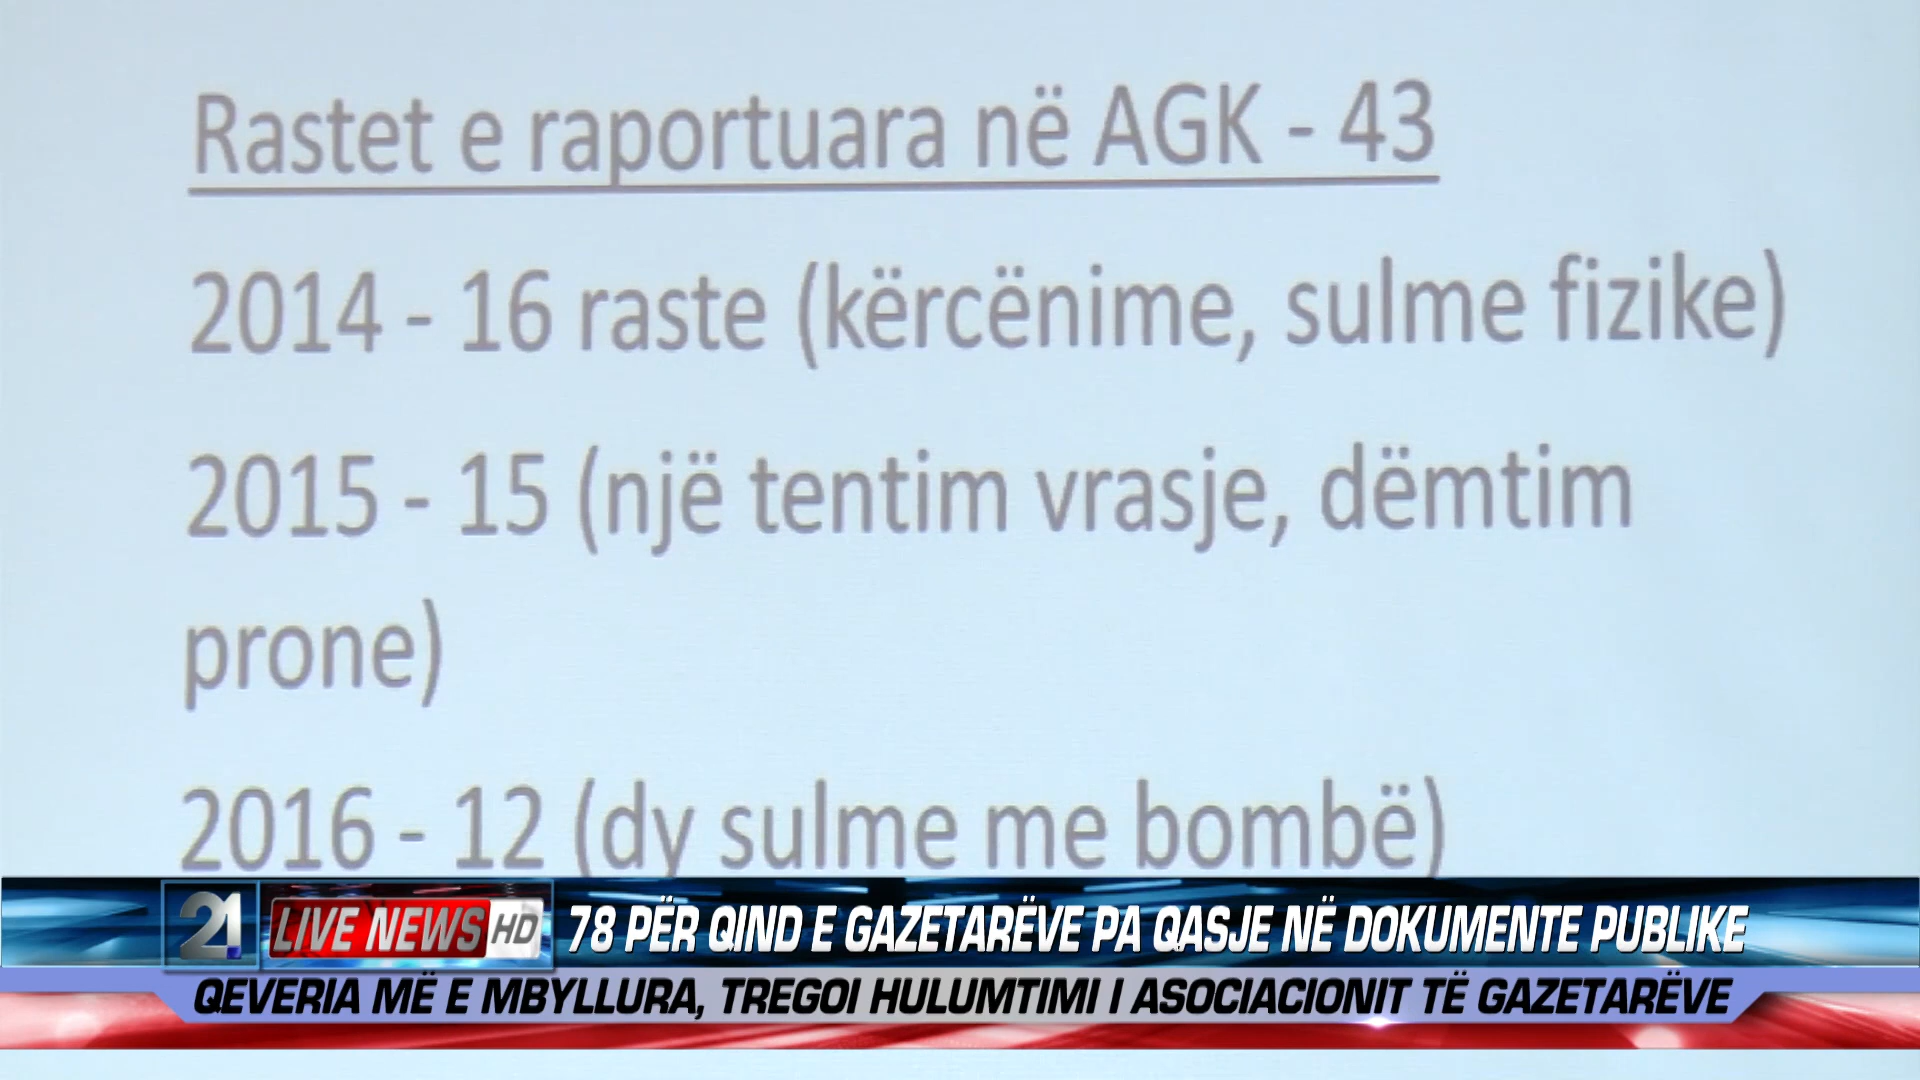 Rastet e raportuara në AGK - 43
2014 - 16 raste (kërcënime, sulme fizike)
2015 - 15 (një tentim vrasje, dëmtim
prone)
2016 - 12 (dy sulme me bombë)
21 LIVE NEWS HD 78 PËR QIND E GAZETARËVE PA QASJE NË DOKUMENTE PUBLIKE
QEVERIA MË E MBYLLURA, TREGOI HULUMTIMI I ASOCIACIONIT TË GAZETARËVE